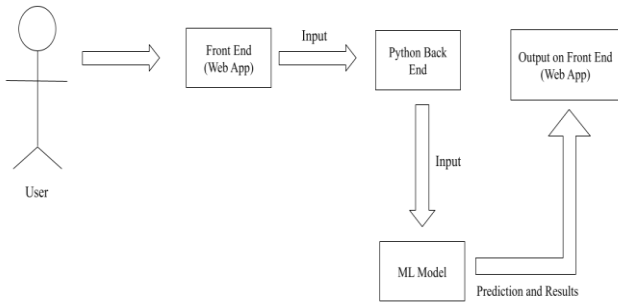 User
Front End
(Web App)
Input
Python Back
End
Input
ML Model
Prediction and Results
Output on Front End
(Web App)